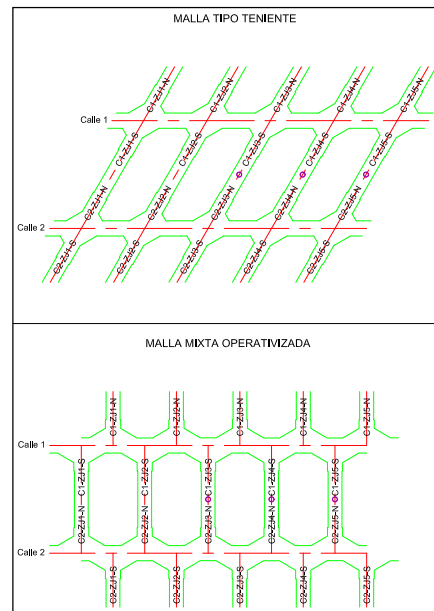 MALLA TIPO TENIENTE
C1-ZJ1-N
C1-ZJ2-N
C1-ZJ3-N
C1-ZJ4-N
C1-ZJ5-N
Calle 1
C1-ZJ1-S
C1-ZJ2-S
C1-ZJ3-S
C1-ZJ4-S
C1-ZJ5-S
C2-ZJ1-N
C2-ZJ2-N
C2-ZJ3-N
C2-ZJ4-N
C2-ZJ5-N
Calle 2
C2-ZJ1-S
C2-ZJ2-S
C2-ZJ3-S
C2-ZJ4-S
C2-ZJ5-S
MALLA MIXTA OPERATIVIZADA
C1-ZJ1-N
C1-ZJ2-N
C1-ZJ3-N
C1-ZJ4-N
C1-ZJ5-N
Calle 1
C1-ZJ1-S
C1-ZJ2-S
C1-ZJ3-S
C1-ZJ4-S
C1-ZJ5-S
C2-ZJ1-N
C2-ZJ2-N
C2-ZJ3-N
C2-ZJ4-N
C2-ZJ5-N
Calle 2
C2-ZJ1-S
C2-ZJ2-S
C2-ZJ3-S
C2-ZJ4-S
C2-ZJ5-S